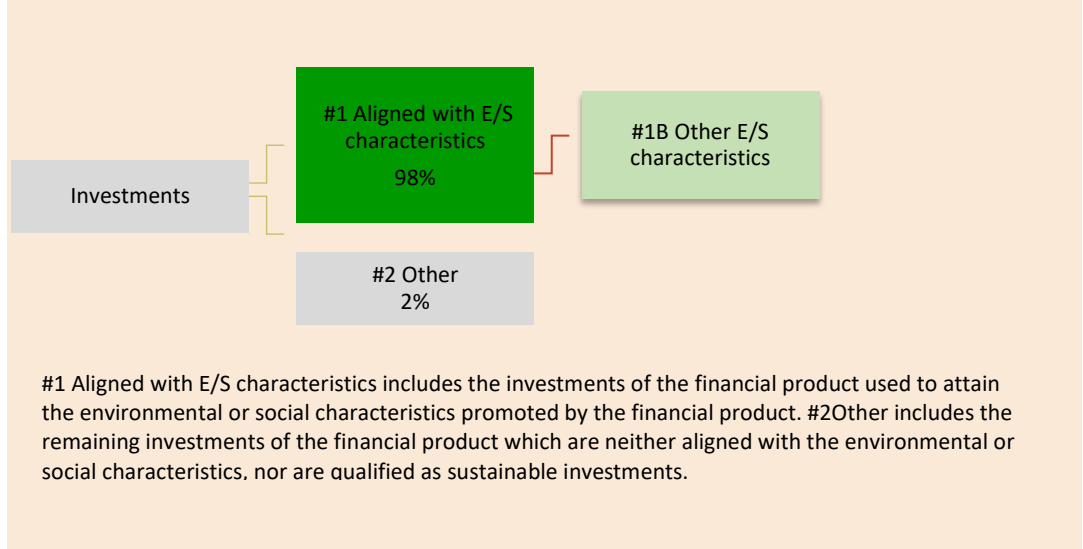 #1 Aligned with E/S
characteristics
98%
#1B Other E/S
characteristics
Investments
#2 Other
2%
#1 Aligned with E/S characteristics includes the investments of the financial product used to attain
the environmental or social characteristics promoted by the financial product. #2Other includes the
remaining investments of the financial product which are neither aligned with the environmental or
social characteristics, nor are qualified as sustainable investments.